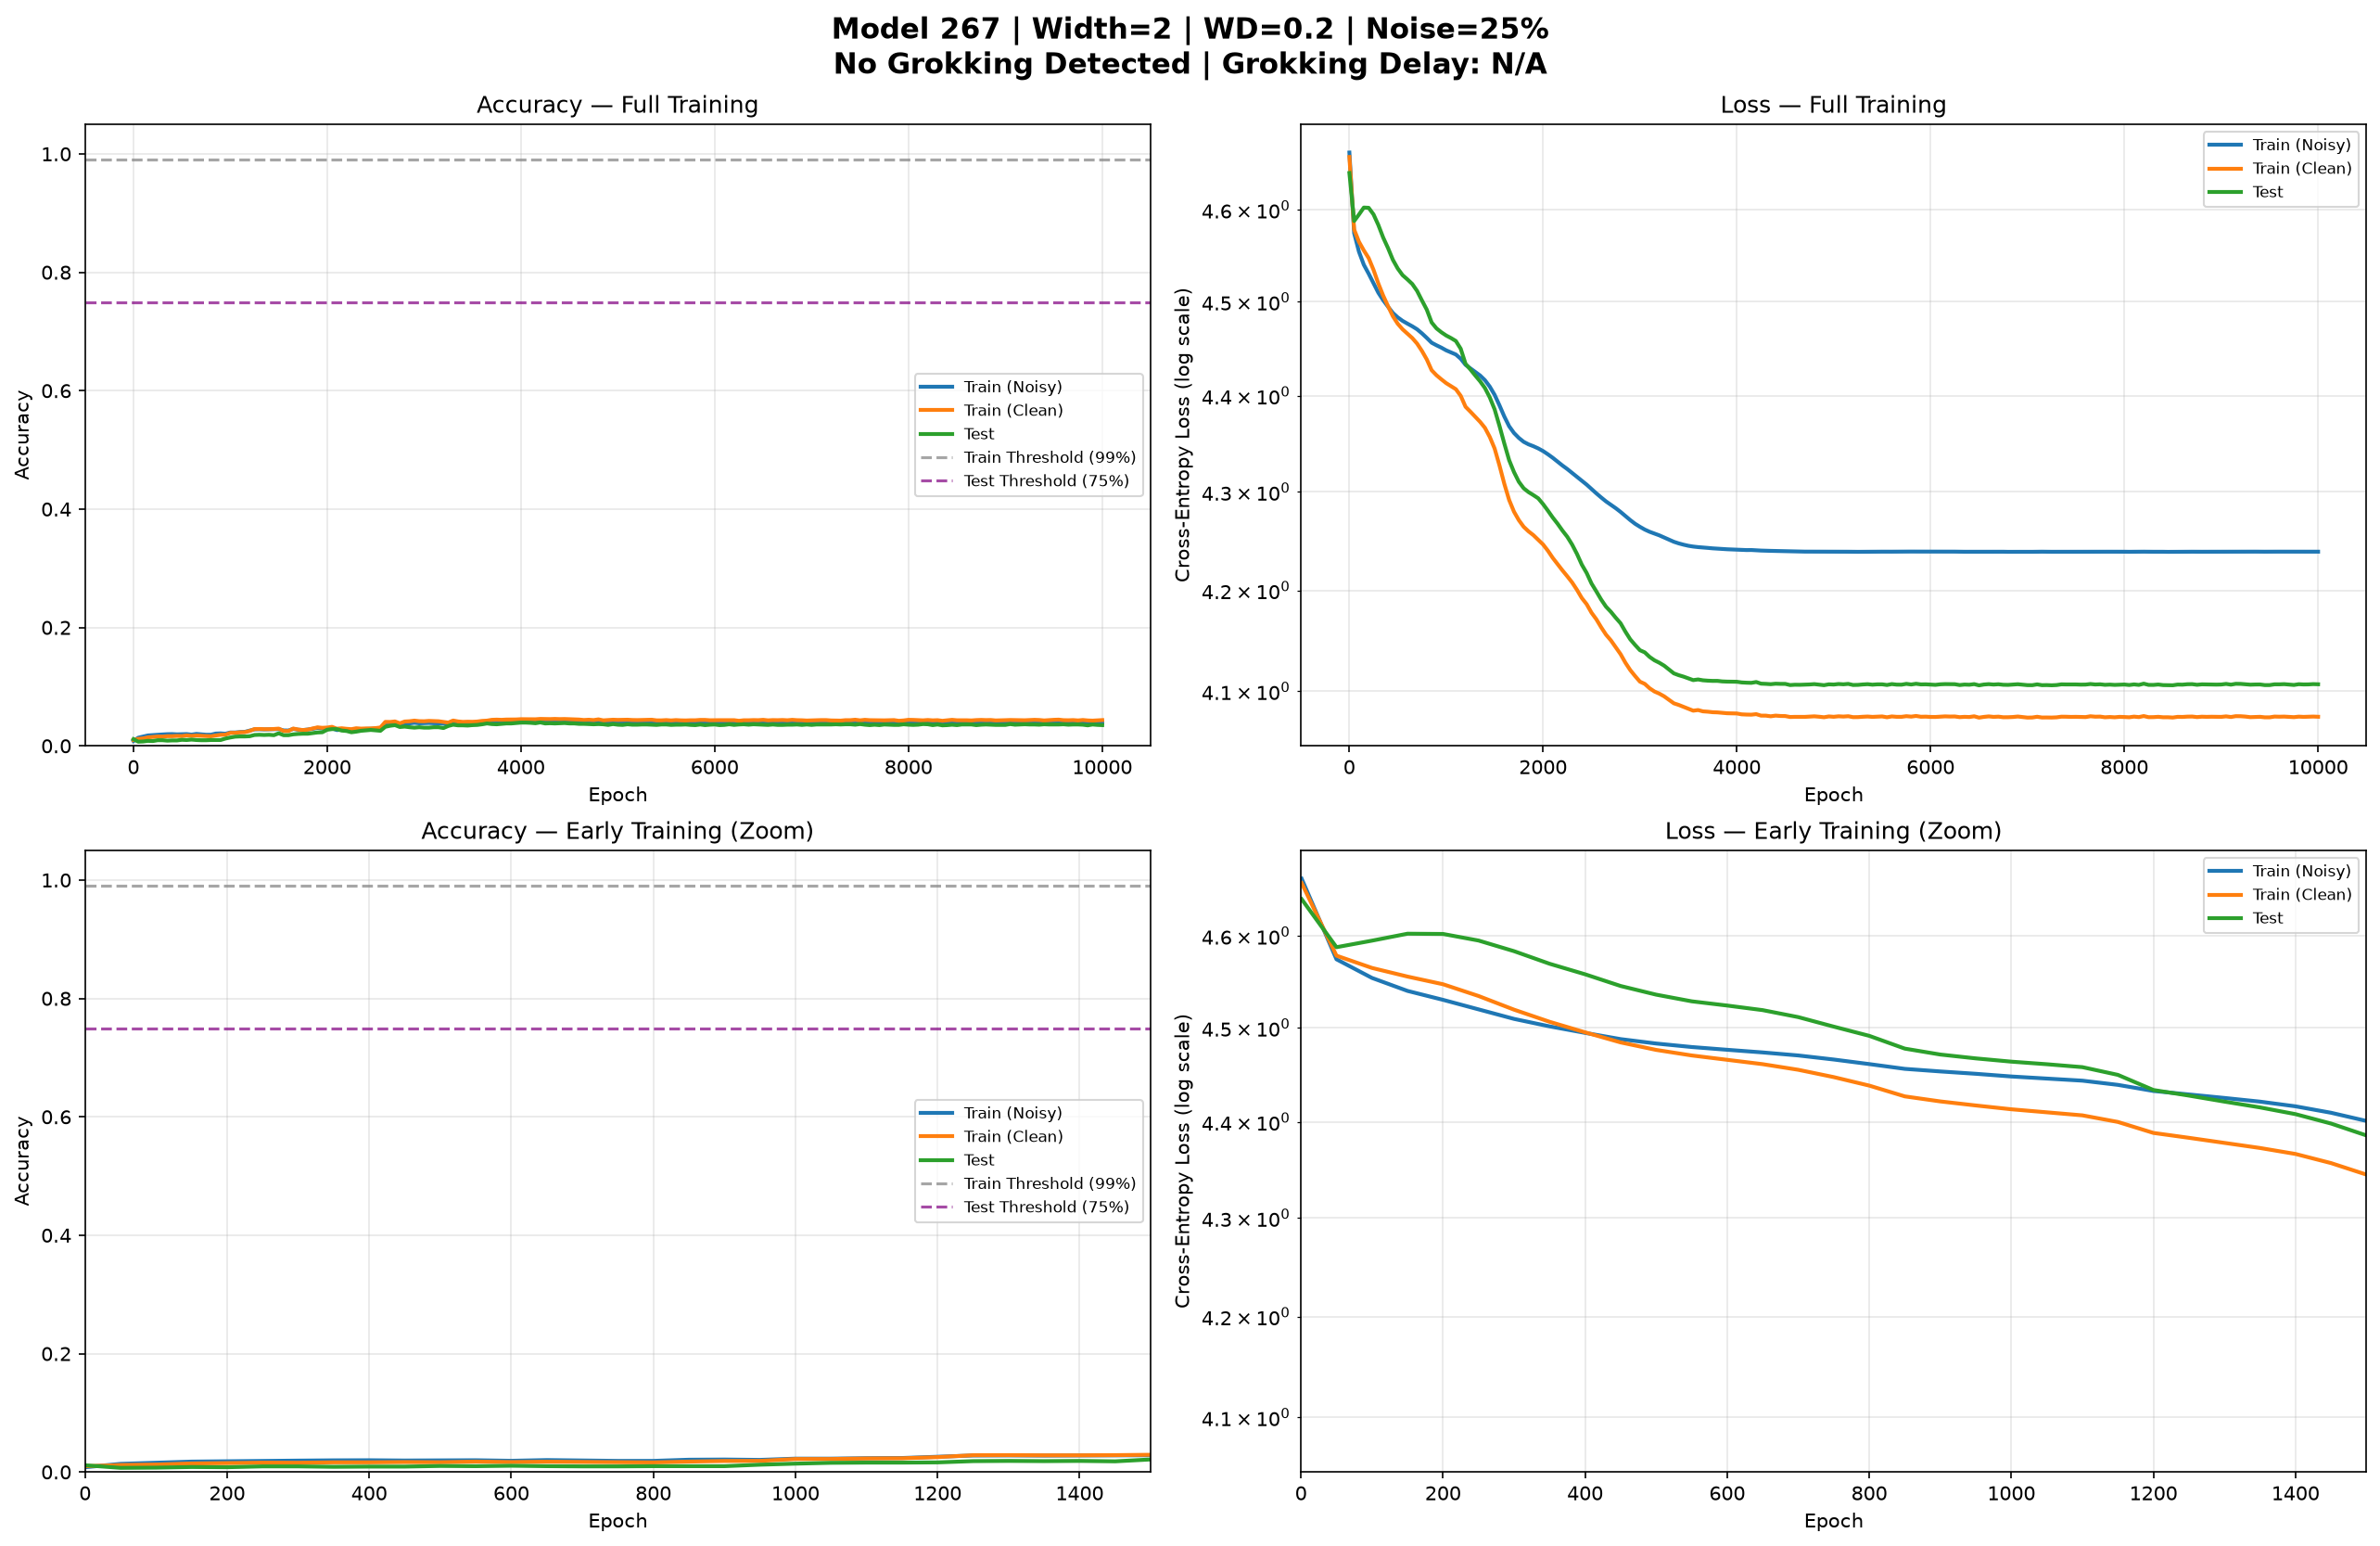 Model 267 | Width=2 | WD=0.2 | Noise=25%
No Grokking Detected | Grokking Delay: N/A
Accuracy — Full Training
Accuracy
1.0
0.8
0.6
0.4
0.2
0.0
Train (Noisy)
Train (Clean)
Test
Train Threshold (99%)
Test Threshold (75%)
0 2000 4000 6000 8000 10000
Epoch
Loss — Full Training
Cross-Entropy Loss (log scale)
4.6 × 10⁰
4.5 × 10⁰
4.4 × 10⁰
4.3 × 10⁰
4.2 × 10⁰
4.1 × 10⁰
Train (Noisy)
Train (Clean)
Test
0 2000 4000 6000 8000 10000
Epoch
Accuracy — Early Training (Zoom)
Accuracy
1.0
0.8
0.6
0.4
0.2
0.0
Train (Noisy)
Train (Clean)
Test
Train Threshold (99%)
Test Threshold (75%)
0 200 400 600 800 1000 1200 1400
Epoch
Loss — Early Training (Zoom)
Cross-Entropy Loss (log scale)
4.6 × 10⁰
4.5 × 10⁰
4.4 × 10⁰
4.3 × 10⁰
4.2 × 10⁰
4.1 × 10⁰
Train (Noisy)
Train (Clean)
Test
0 200 400 600 800 1000 1200 1400
Epoch